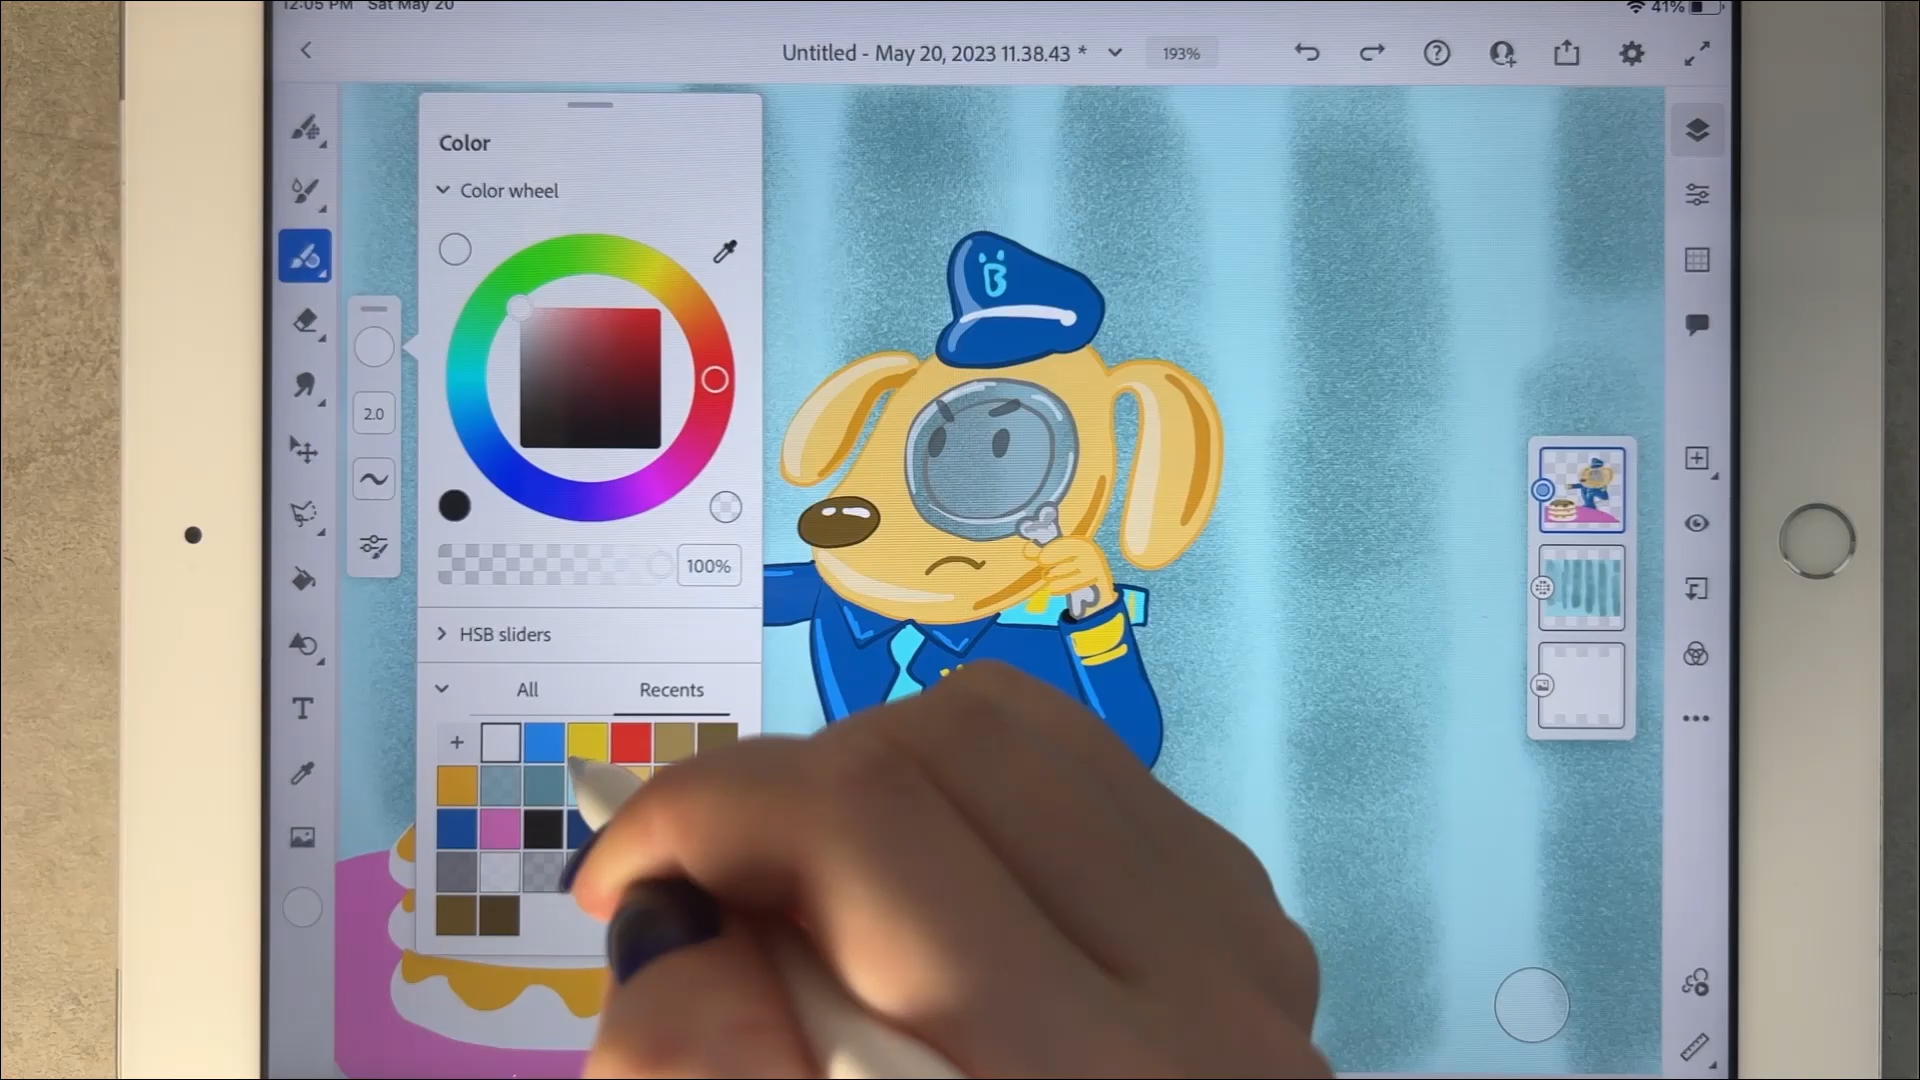 12:05 PM Sat May 20
41%
Untitled - May 20, 2023 11.38.43 *
193%
Color
Color wheel
B
2.0
100%
HSB sliders
All
Recents
T